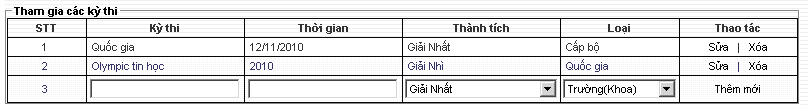 Tham gia các kỳ thi
STT Kỳ thi Thời gian Thành tích Loại Thao tác
1 Quốc gia 12/11/2010 Giải Nhất Cấp bộ Sửa | Xóa
2 Olympic tin học 2010 Giải Nhì Quốc gia Sửa | Xóa
3 Giải Nhất Trường(Khoa) Thêm mới